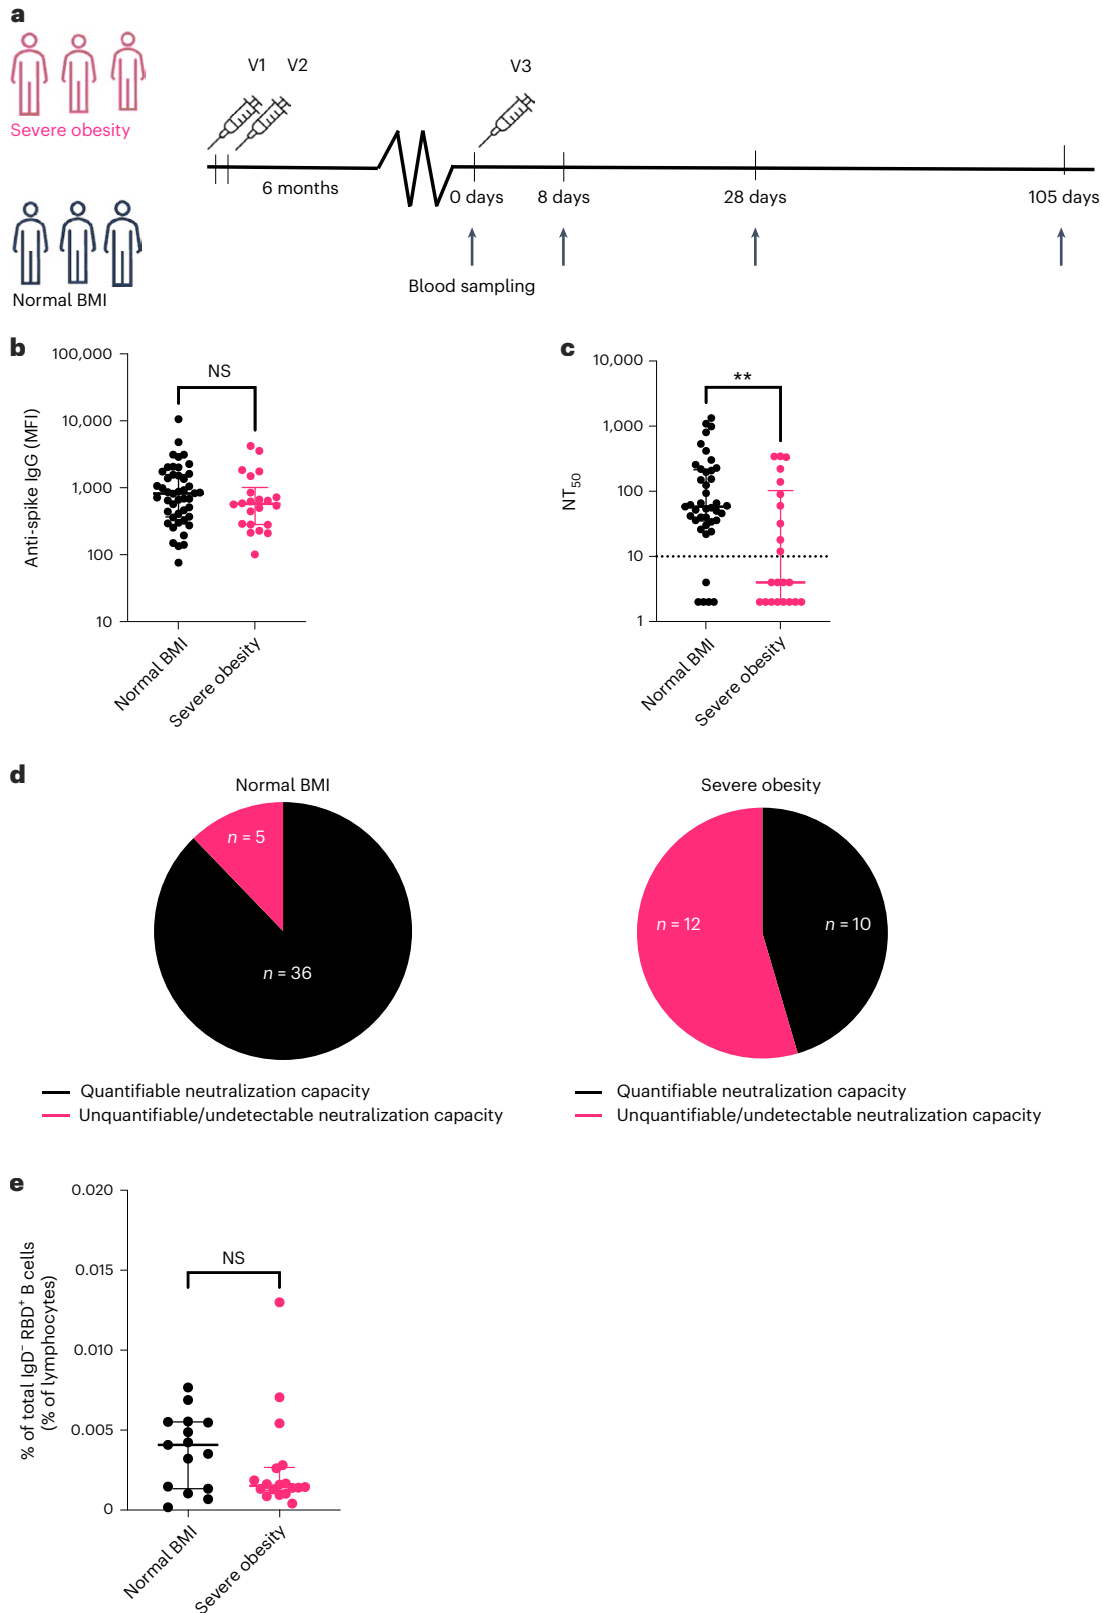 a
V1 V2 V3
Severe obesity
6 months
0 days 8 days 28 days 105 days
Blood sampling
Normal BMI
b
100,000
10,000
1,000
100
10
Anti-spike IgG (MFI)
NS
Normal BMI
Severe obesity
c
10,000
1,000
100
10
1
NT50
**
Normal BMI
Severe obesity
d
Normal BMI
n = 5
n = 36
Quantifiable neutralization capacity
Unquantifiable/undetectable neutralization capacity
Severe obesity
n = 12
n = 10
Quantifiable neutralization capacity
Unquantifiable/undetectable neutralization capacity
e
0.020
0.015
0.010
0.005
0
% of total IgD⁻ RBD⁺ B cells
(% of lymphocytes)
NS
Normal BMI
Severe obesity